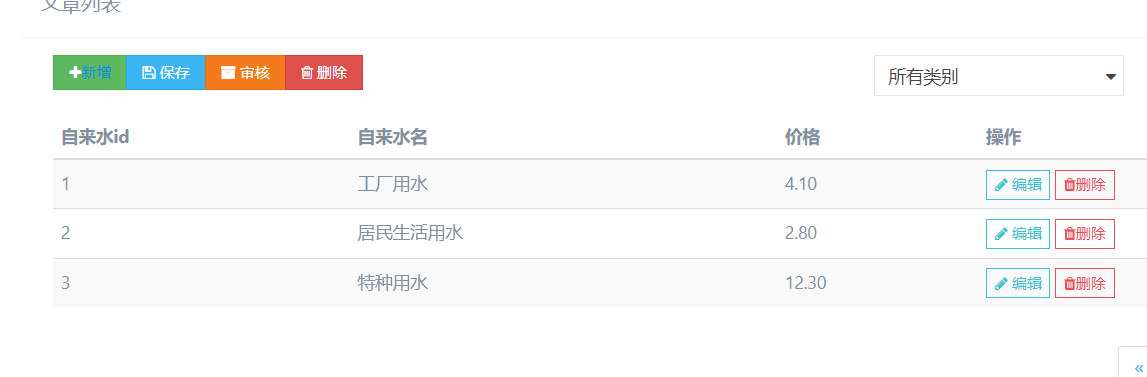 文章列表
新增 保存 审核 删除 所有类别
自来水id 自来水名 价格 操作
1 工厂用水 4.10 编辑 删除
2 居民生活用水 2.80 编辑 删除
3 特种用水 12.30 编辑 删除
«